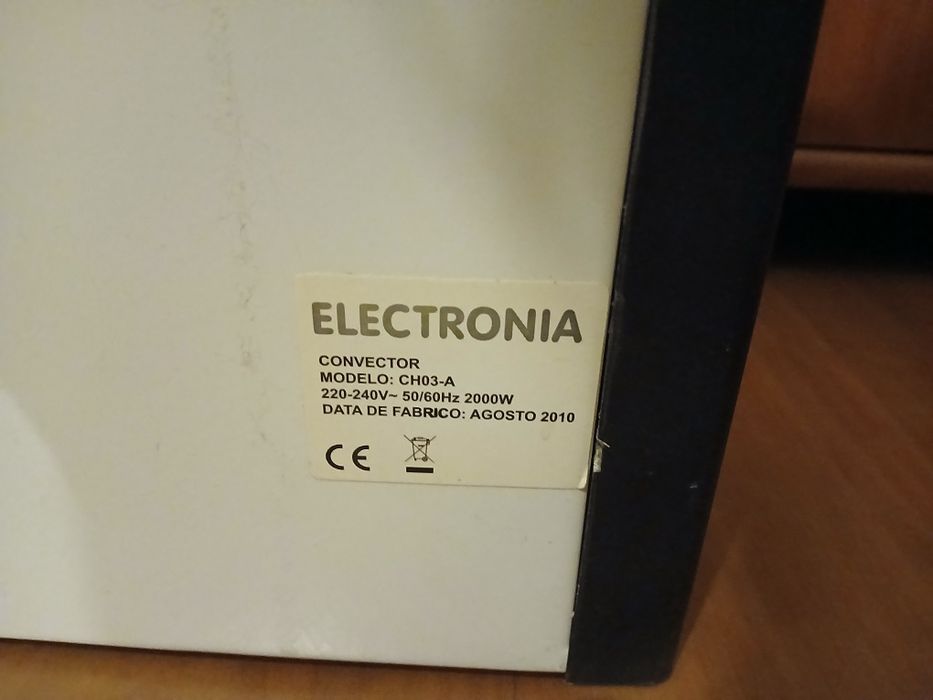 ELECTRONIA
CONVECTOR
MODELO: CH03-A
220-240V~ 50/60Hz 2000W
DATA DE FABRICO: AGOSTO 2010
CE